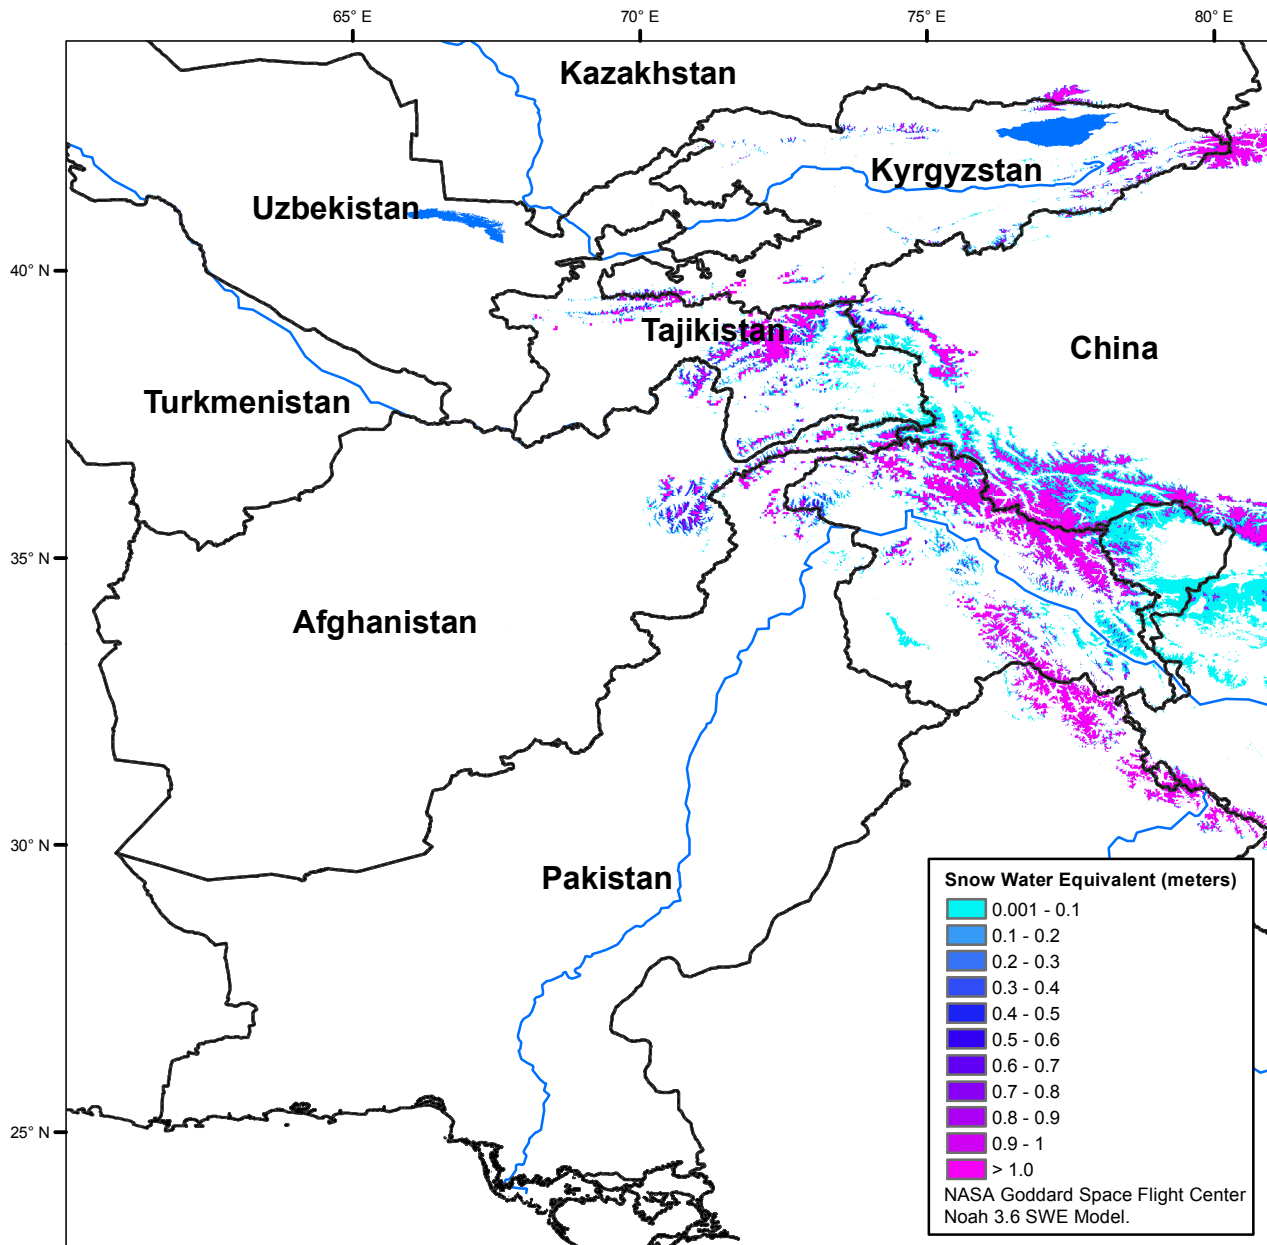 65° E
70° E
75° E
80° E
Kazakhstan
Kyrgyzstan
Uzbekistan
40° N
Tajikistan
China
Turkmenistan
35° N
Afghanistan
30° N
Pakistan
25° N
Snow Water Equivalent (meters)
0.001 - 0.1
0.1 - 0.2
0.2 - 0.3
0.3 - 0.4
0.4 - 0.5
0.5 - 0.6
0.6 - 0.7
0.7 - 0.8
0.8 - 0.9
0.9 - 1
> 1.0
NASA Goddard Space Flight Center
Noah 3.6 SWE Model.